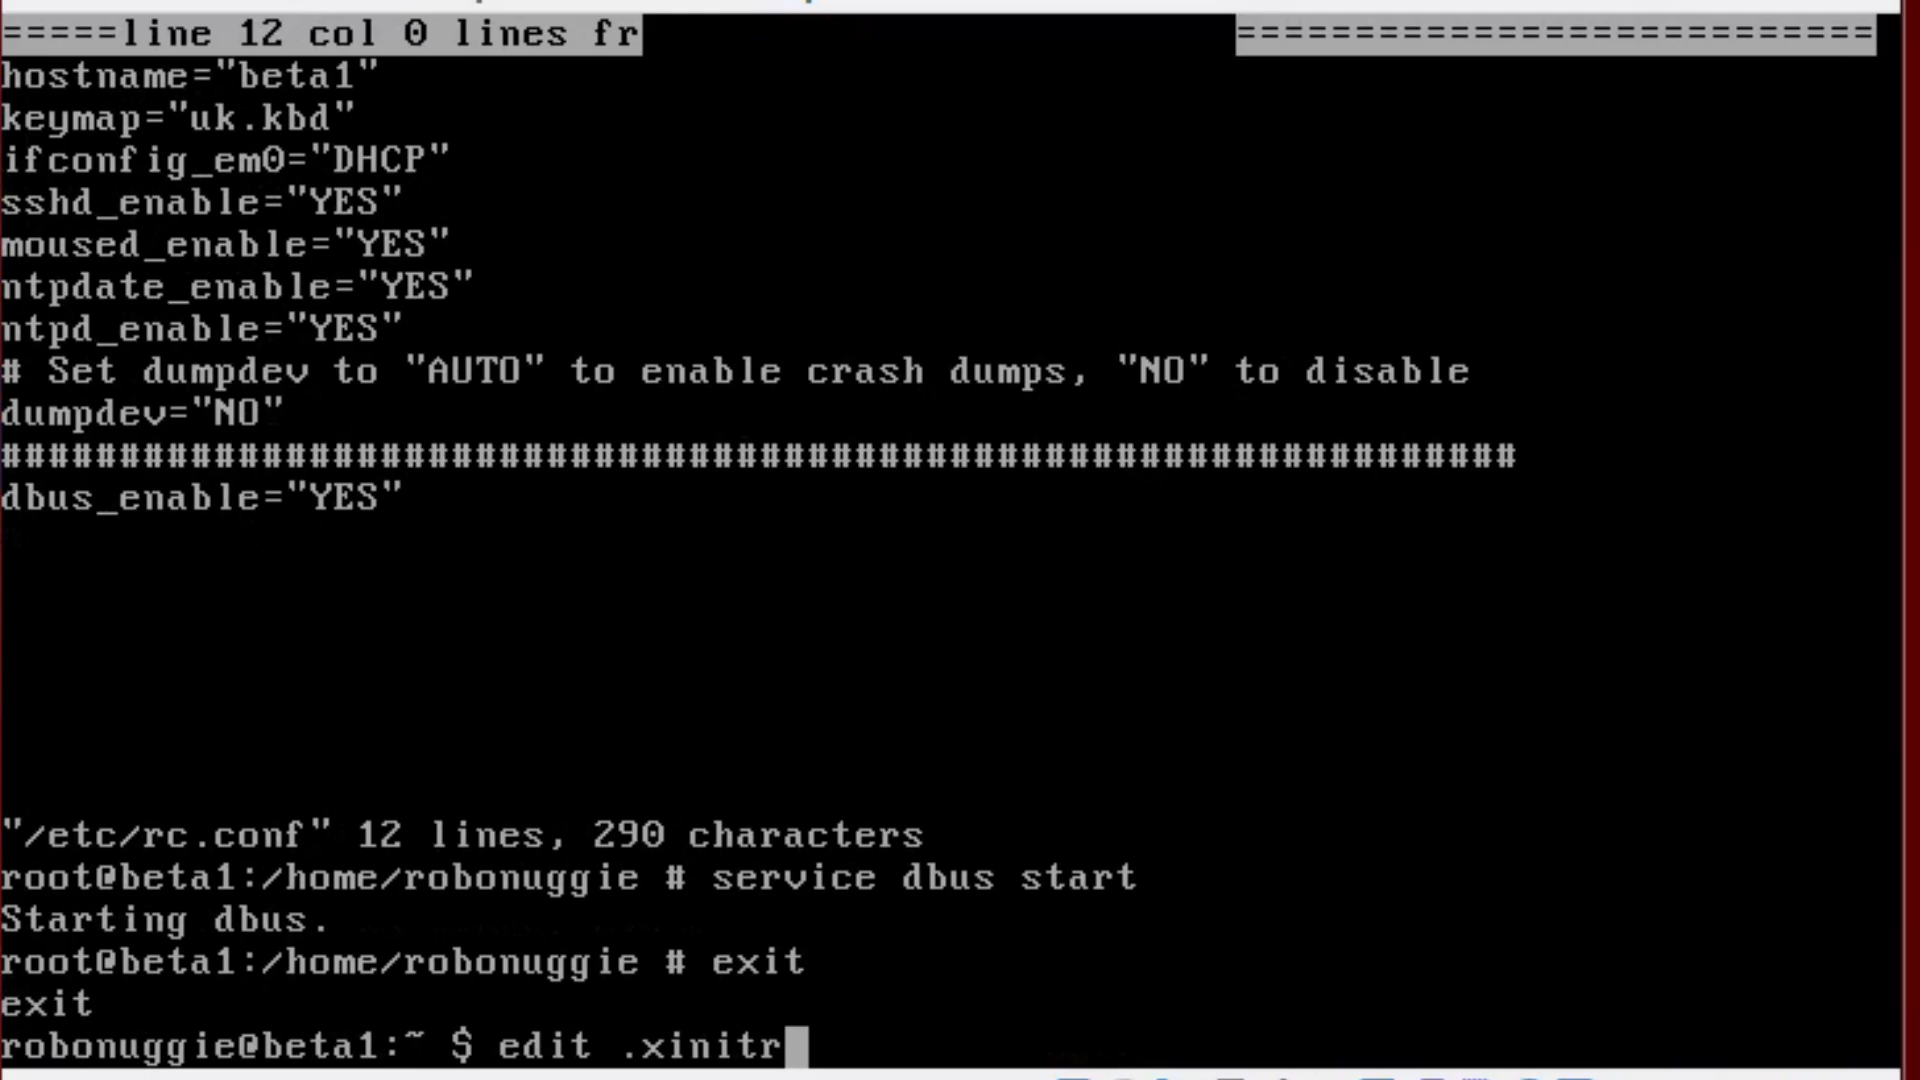 =====line 12 col 0 lines fr ===========================
hostname="beta1"
keymap="uk.kbd"
ifconfig_em0="DHCP"
sshd_enable="YES"
moused_enable="YES"
ntpdate_enable="YES"
ntpd_enable="YES"
# Set dumpdev to "AUTO" to enable crash dumps, "NO" to disable
dumpdev="NO"
################################################################
dbus_enable="YES"
"/etc/rc.conf" 12 lines, 290 characters
root@beta1:/home/robonuggie # service dbus start
Starting dbus.
root@beta1:/home/robonuggie # exit
exit
robonuggie@beta1:~ $ edit .xinitr